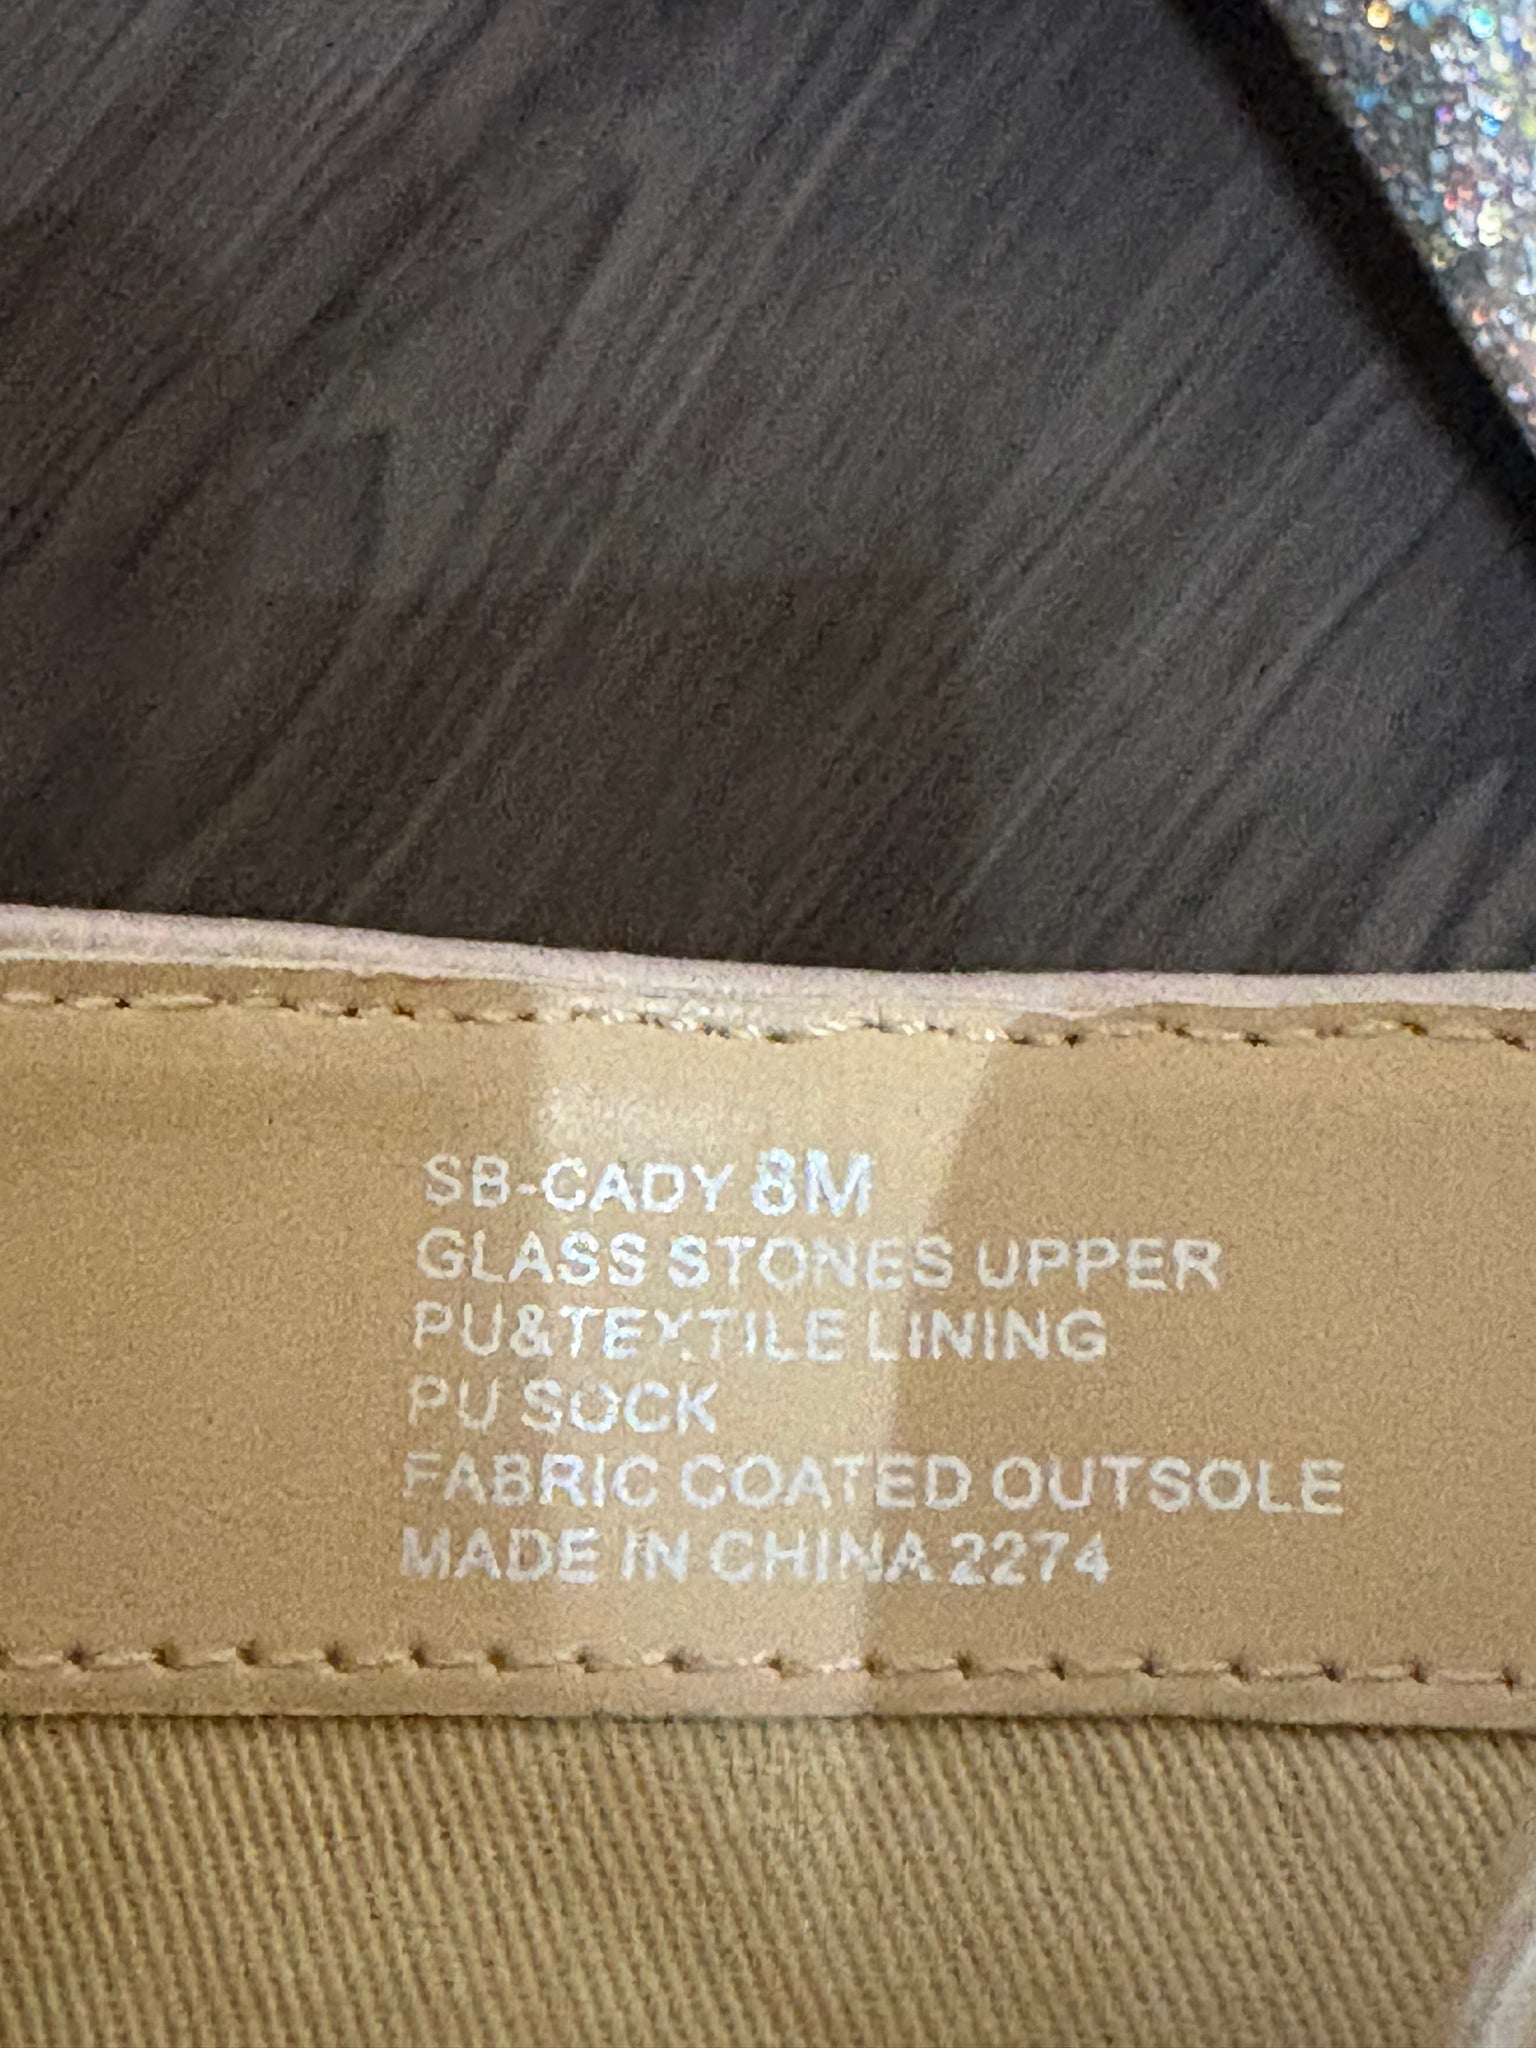 SB-CADY 8M
GLASS STONES UPPER
PU&TEXTILE LINING
PU SOCK
FABRIC COATED OUTSOLE
MADE IN CHINA 2274